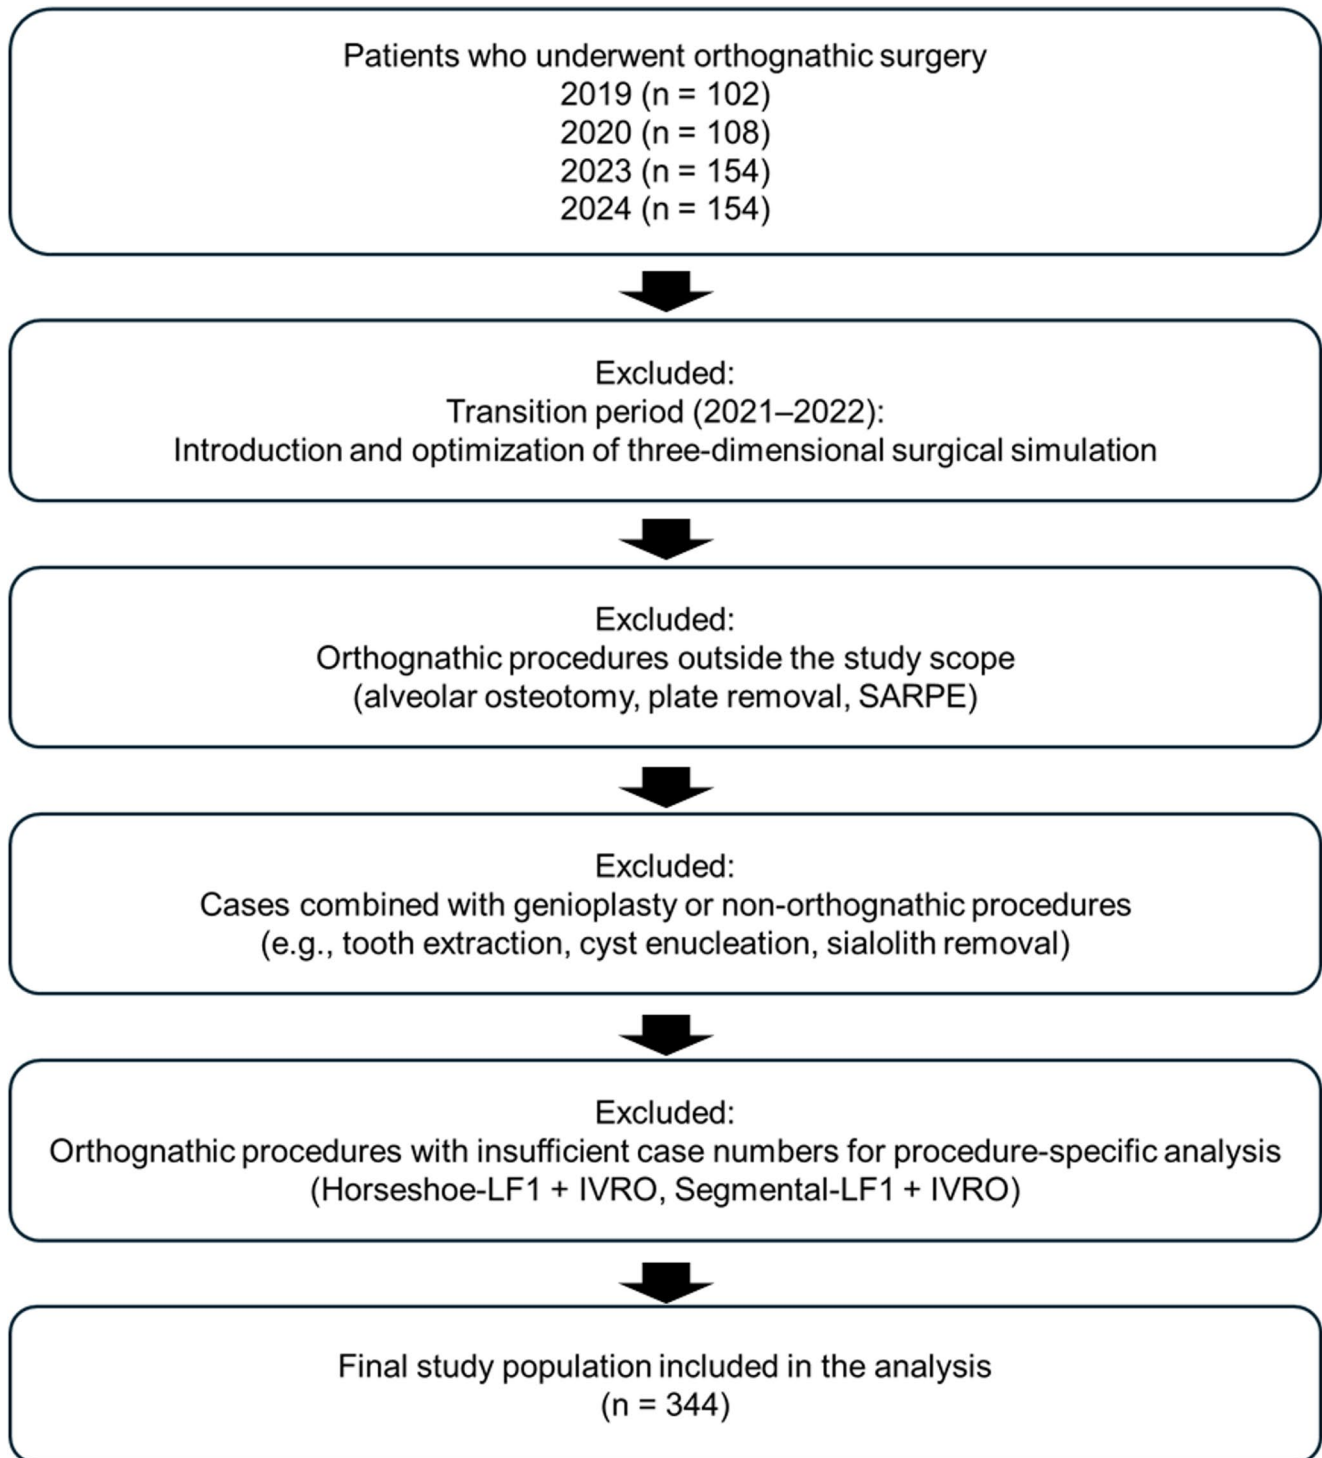 Patients who underwent orthognathic surgery
2019 (n = 102)
2020 (n = 108)
2023 (n = 154)
2024 (n = 154)
Excluded:
Transition period (2021–2022):
Introduction and optimization of three-dimensional surgical simulation
Excluded:
Orthognathic procedures outside the study scope
(alveolar osteotomy, plate removal, SARPE)
Excluded:
Cases combined with genioplasty or non-orthognathic procedures
(e.g., tooth extraction, cyst enucleation, sialolith removal)
Excluded:
Orthognathic procedures with insufficient case numbers for procedure-specific analysis
(Horseshoe-LF1 + IVRO, Segmental-LF1 + IVRO)
Final study population included in the analysis
(n = 344)